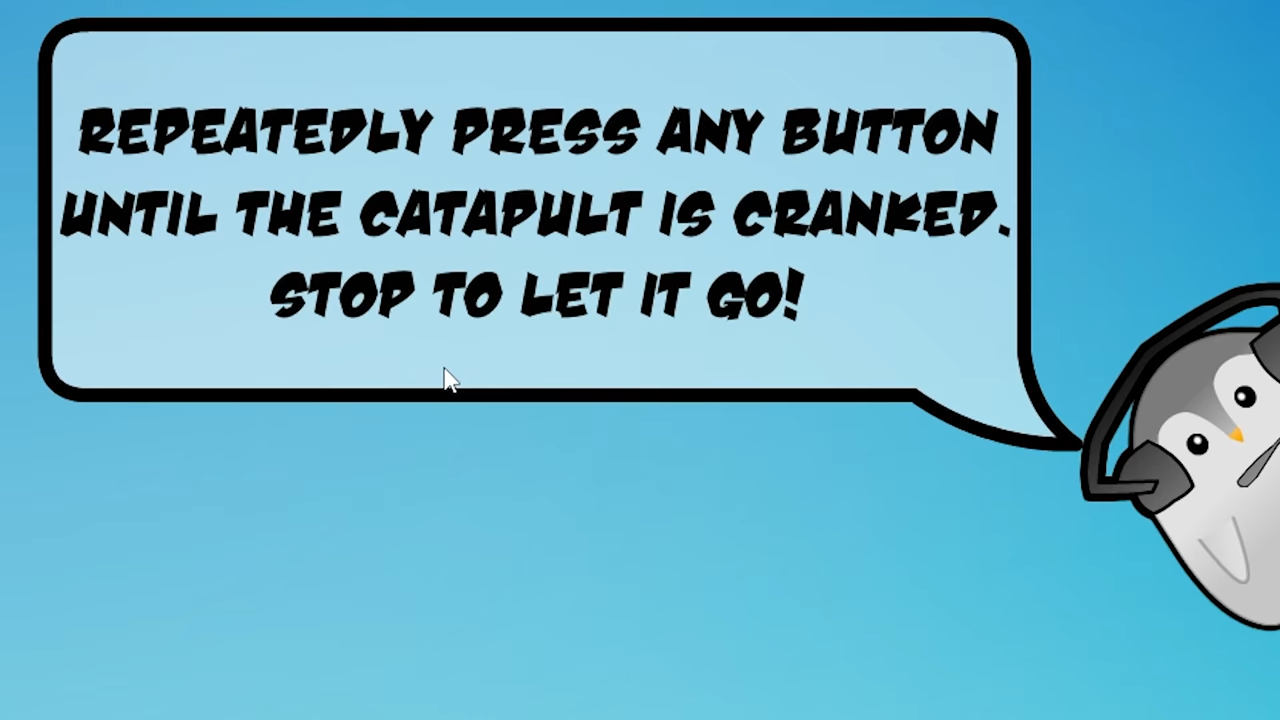 REPEATEDLY PRESS ANY BUTTON
UNTIL THE CATAPULT IS CRANKED.
STOP TO LET IT GO!